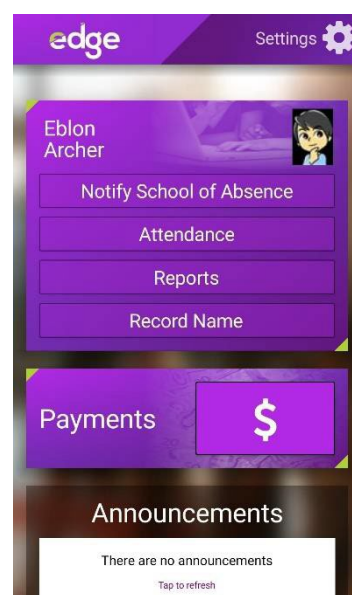 edge
Settings
Eblon
Archer
Notify School of Absence
Attendance
Reports
Record Name
Payments
$
Announcements
There are no announcements
Tap to refresh